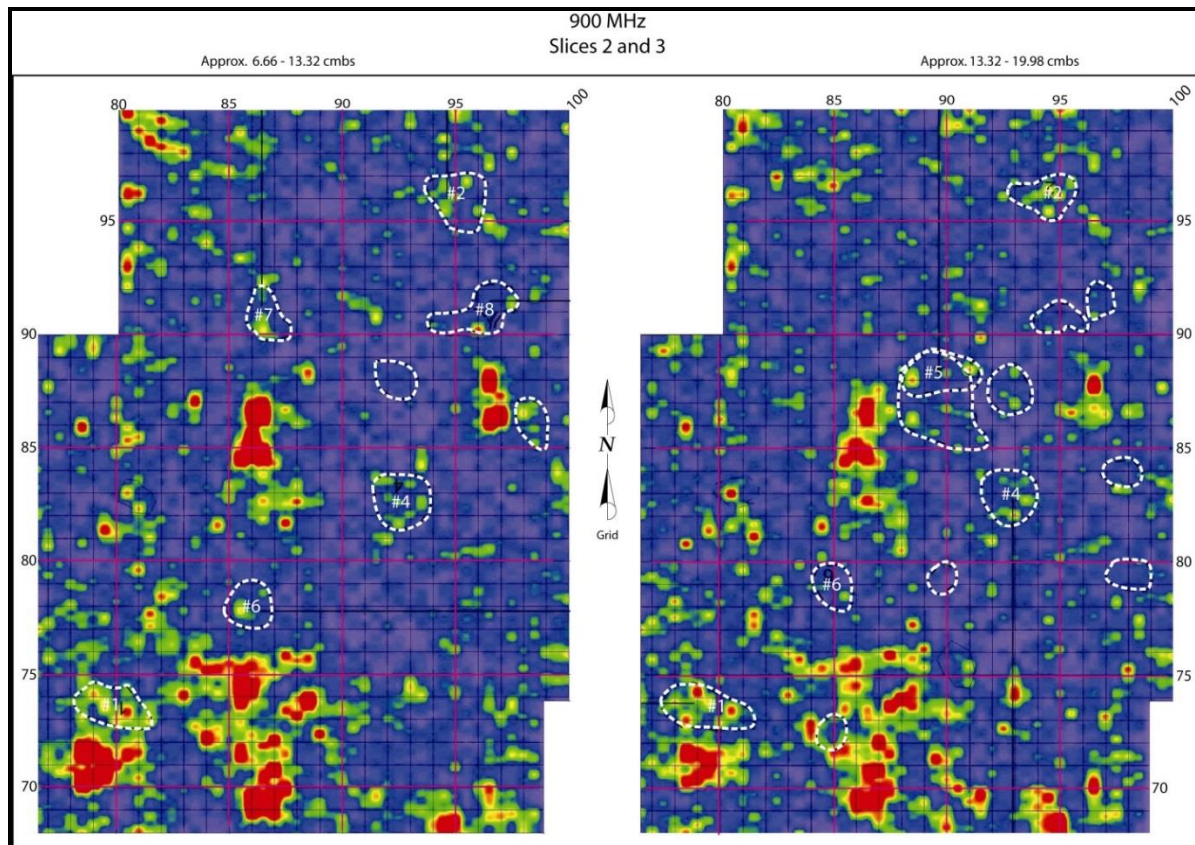 900 MHz
Slices 2 and 3
Approx. 6.66 - 13.32 cmbs
Approx. 13.32 - 19.98 cmbs
80 85 90 95 100
80 85 90 95 100
#2
#2
95
95
#7
#8
90
90
#5
85
85
N
#4
#4
Grid
80
80
#6
#6
75
75
#1
#1
70
70